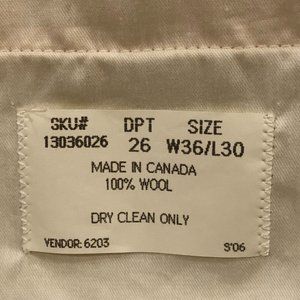 SKU# DPT SIZE
13036026 26 W36/L30
MADE IN CANADA
100% WOOL
DRY CLEAN ONLY
VENDOR: 6203 S'06